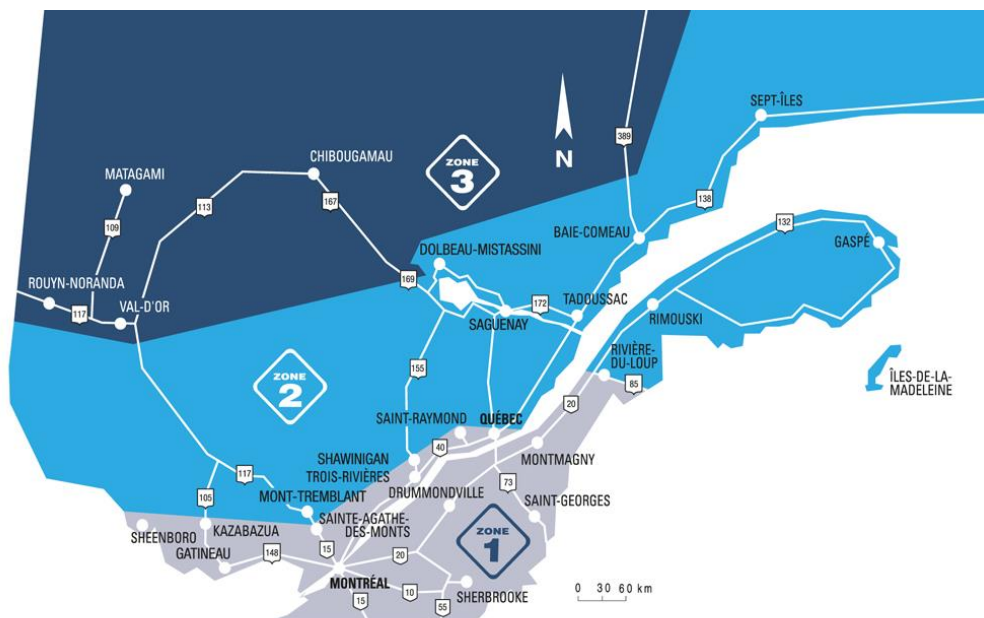 SEPT-ÎLES
389
CHIBOUGAMAU
ZONE
3
N
MATAGAMI
113
167
138
109
132
BAIE-COMEAU
GASPÉ
DOLBEAU-MISTASSINI
ROUYN-NORANDA
169
117
VAL-D'OR
172
TADOUSSAC
SAGUENAY
RIMOUSKI
RIVIÈRE-
DU-LOUP
155
85
ÎLES-DE-LA-
MADELEINE
ZONE
2
20
SAINT-RAYMOND
QUÉBEC
40
SHAWINIGAN
TROIS-RIVIÈRES
MONTMAGNY
117
73
DRUMMONDVILLE
105
MONT-TREMBLANT
SAINT-GEORGES
SAINTE-AGATHE-
DES-MONTS
KAZABAZUA
SHEENBORO
GATINEAU
148
15
20
ZONE
1
MONTRÉAL
10
SHERBROOKE
15
55
0 30 60 km